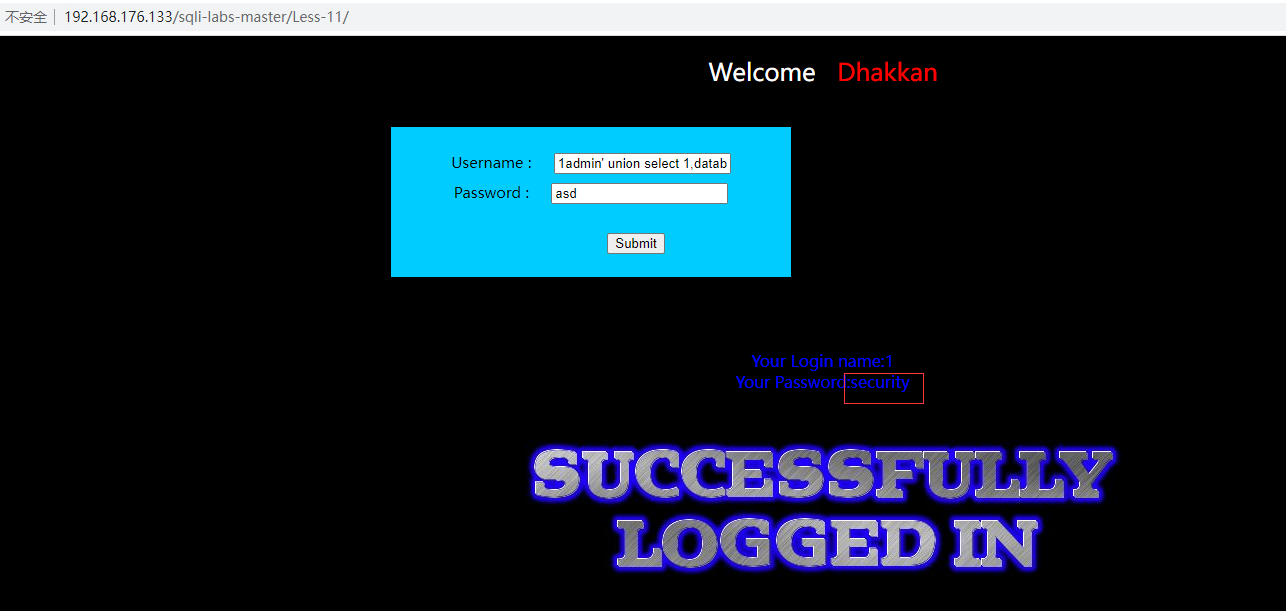 不安全 192.168.176.133/sqli-labs-master/Less-11/
Welcome Dhakkan
Username : 1admin' union select 1,datab
Password : asd
Submit
Your Login name:1
Your Password:security
SUCCESSFULLY
LOGGED IN